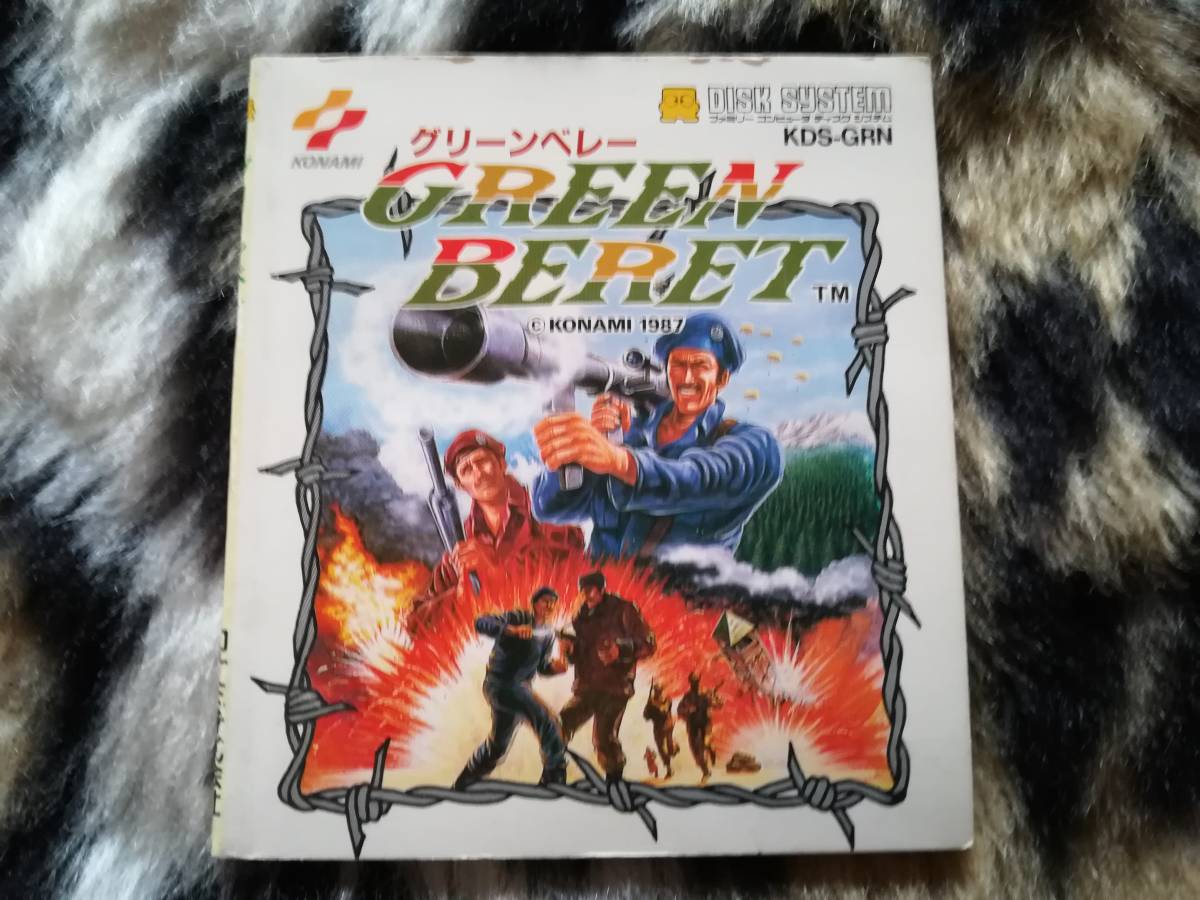 KONAMI
DISK SYSTEM
ファミリー コンピュータ ディスク システム
KDS-GRN
グリーンベレー
GREEN
BERET TM
© KONAMI 1987